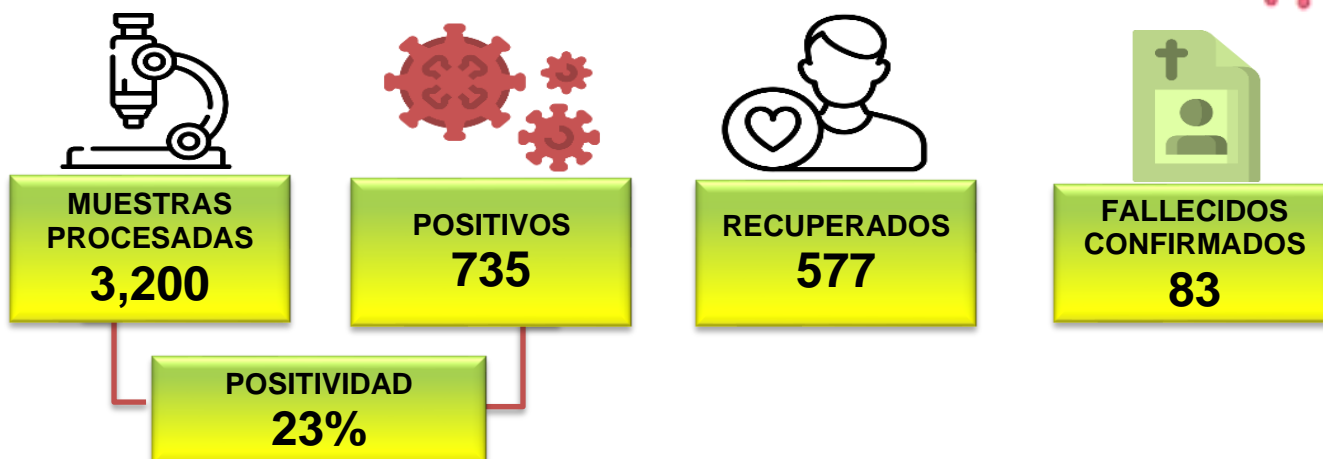 MUESTRAS
PROCESADAS
3,200
POSITIVOS
735
RECUPERADOS
577
FALLECIDOS
CONFIRMADOS
83
POSITIVIDAD
23%